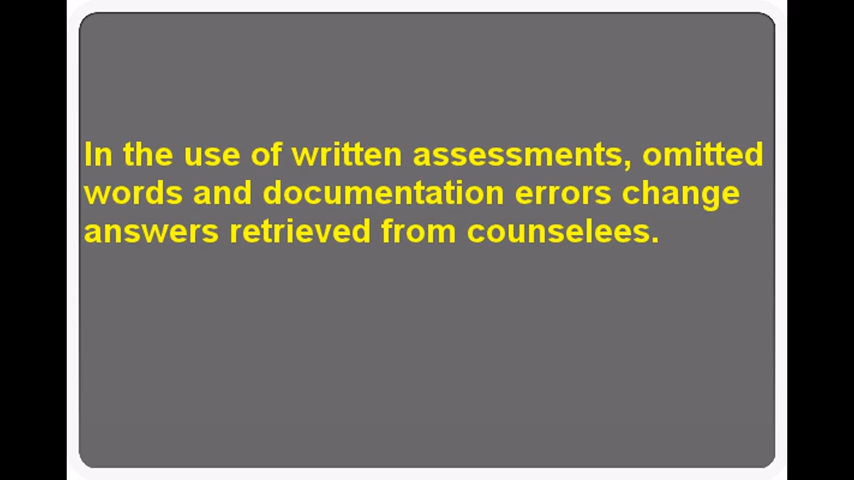 In the use of written assessments, omitted
words and documentation errors change
answers retrieved from counselees.